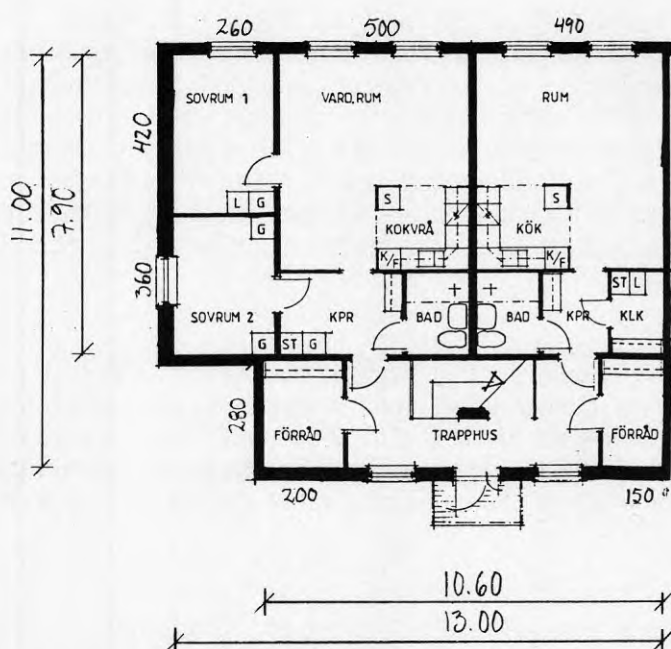 260 500 490
SOVRUM 1 VARD.RUM RUM
420
11.00
7.90
L G S S
G KOKVRÅ KÖK
K/F K/F
360
ST L
SOVRUM 2 KPR BAD BAD KPR KLK
G ST G
280
FÖRRÅD TRAPPHUS FÖRRÅD
200 150
10.60
13.00